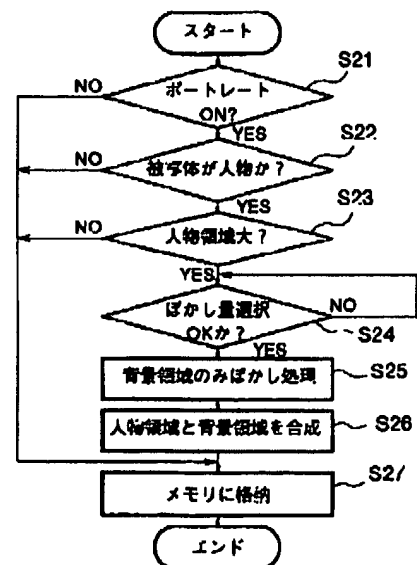 スタート
S21
ポートレート
ON?
NO
YES
S22
被写体が人物か？
NO
YES
S23
人物領域大？
NO
YES
ぼかし量選択
OKか？
NO
S24
YES
S25
背景領域のみぼかし処理
S26
人物領域と背景領域を合成
S27
メモリに格納
エンド